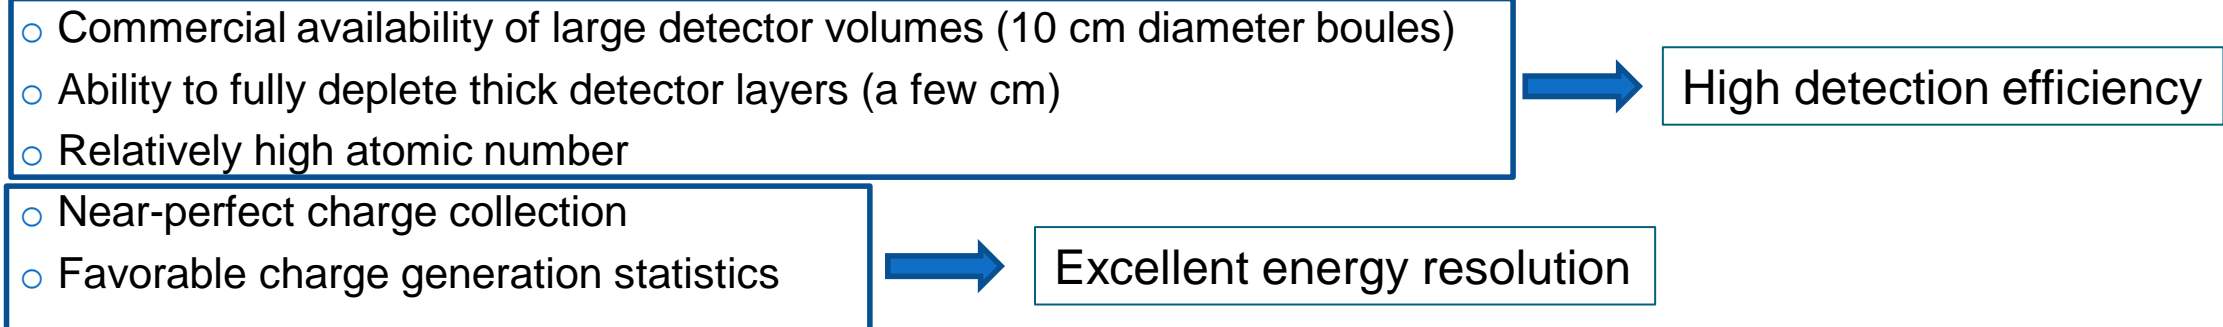 ○ Commercial availability of large detector volumes (10 cm diameter boules)
○ Ability to fully deplete thick detector layers (a few cm)
○ Relatively high atomic number
High detection efficiency
○ Near-perfect charge collection
○ Favorable charge generation statistics
Excellent energy resolution